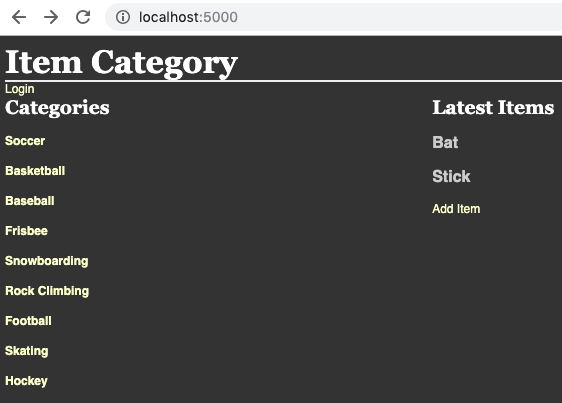 localhost:5000
Item Category
Login
Categories
Soccer
Basketball
Baseball
Frisbee
Snowboarding
Rock Climbing
Football
Skating
Hockey
Latest Items
Bat
Stick
Add Item